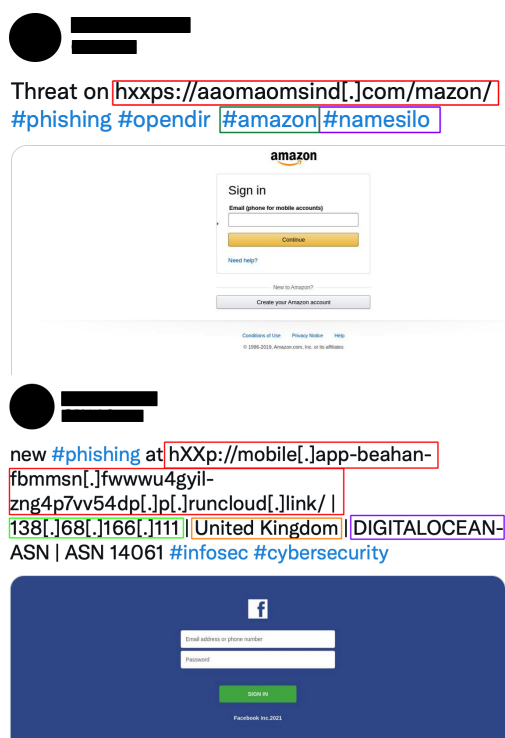 Threat on hxxps://aaomaomsind[.]com/mazon/
#phishing #opendir #amazon #namesilo
amazon
Sign in
Email (phone for mobile accounts)
Continue
Need help?
New to Amazon?
Create your Amazon account
Conditions of Use Privacy Notice Help
© 1996-2019, Amazon.com, Inc. or its affiliates
new #phishing at hXXp://mobile[.]app-beahan-
fbmmsn[.]fwwwu4gyil-
zng4p7vv54dp[.]p[.]runcloud[.]link/ |
138[.]68[.]166[.]111 | United Kingdom | DIGITALOCEAN-
ASN | ASN 14061 #infosec #cybersecurity
f
Email address or phone number
Password
SIGN IN
Facebook inc.2021